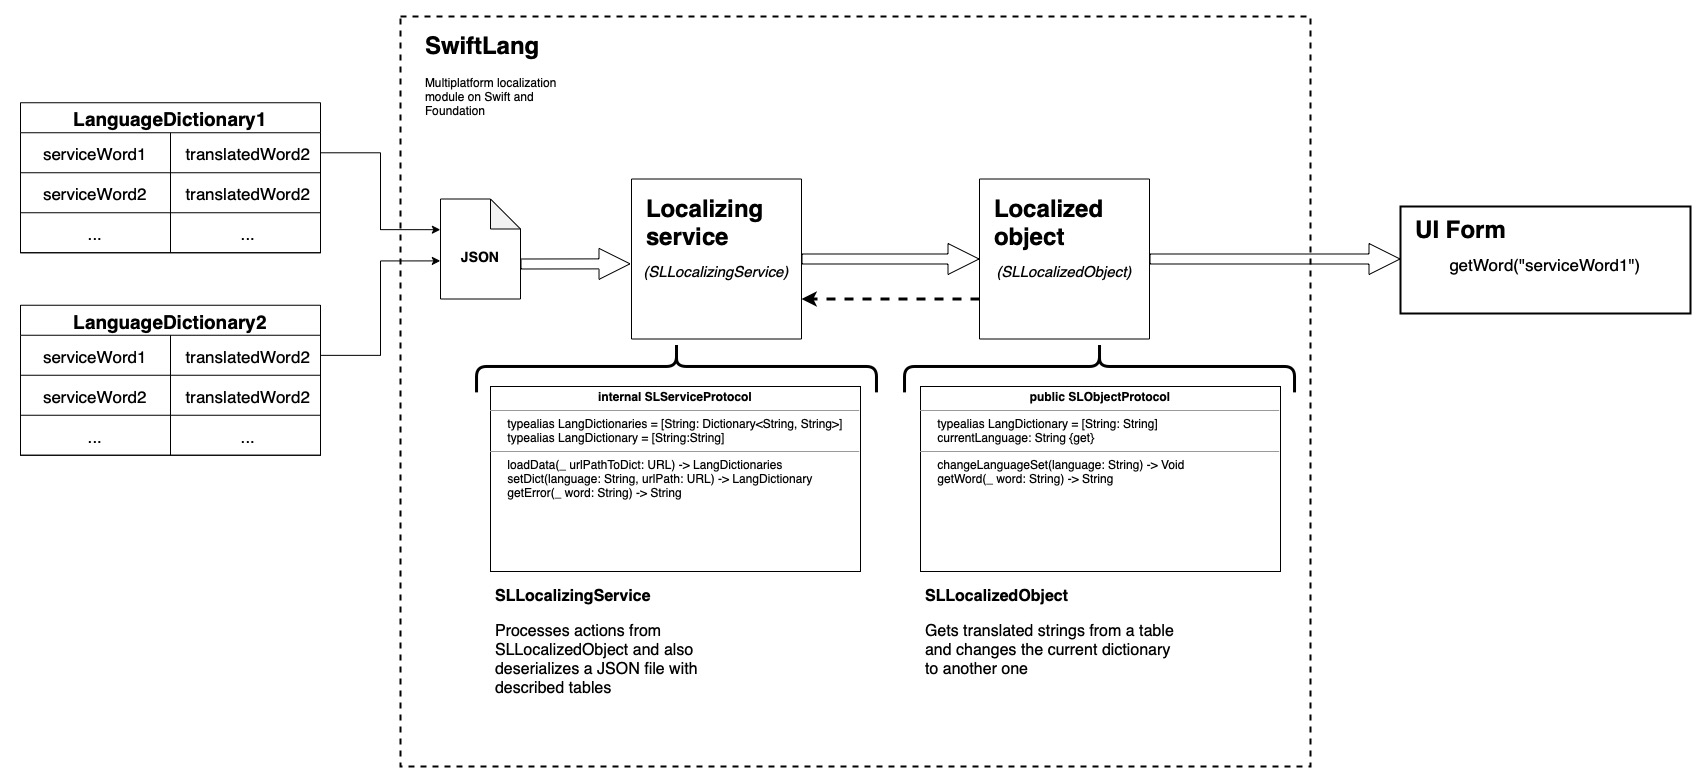 SwiftLang
Multiplatform localization
module on Swift and
Foundation
LanguageDictionary1
serviceWord1 translatedWord2
serviceWord2 translatedWord2
... ...
LanguageDictionary2
serviceWord1 translatedWord2
serviceWord2 translatedWord2
... ...
JSON
Localizing
service
(SLLocalizingService)
Localized
object
(SLLocalizedObject)
UI Form
getWord("serviceWord1")
internal SLServiceProtocol
typealias LangDictionaries = [String: Dictionary<String, String>]
typealias LangDictionary = [String:String]
loadData(_ urlPathToDict: URL) -> LangDictionaries
setDict(language: String, urlPath: URL) -> LangDictionary
getError(_ word: String) -> String
public SLObjectProtocol
typealias LangDictionary = [String: String]
currentLanguage: String {get}
changeLanguageSet(language: String) -> Void
getWord(_ word: String) -> String
SLLocalizingService
Processes actions from
SLLocalizedObject and also
deserializes a JSON file with
described tables
SLLocalizedObject
Gets translated strings from a table
and changes the current dictionary
to another one